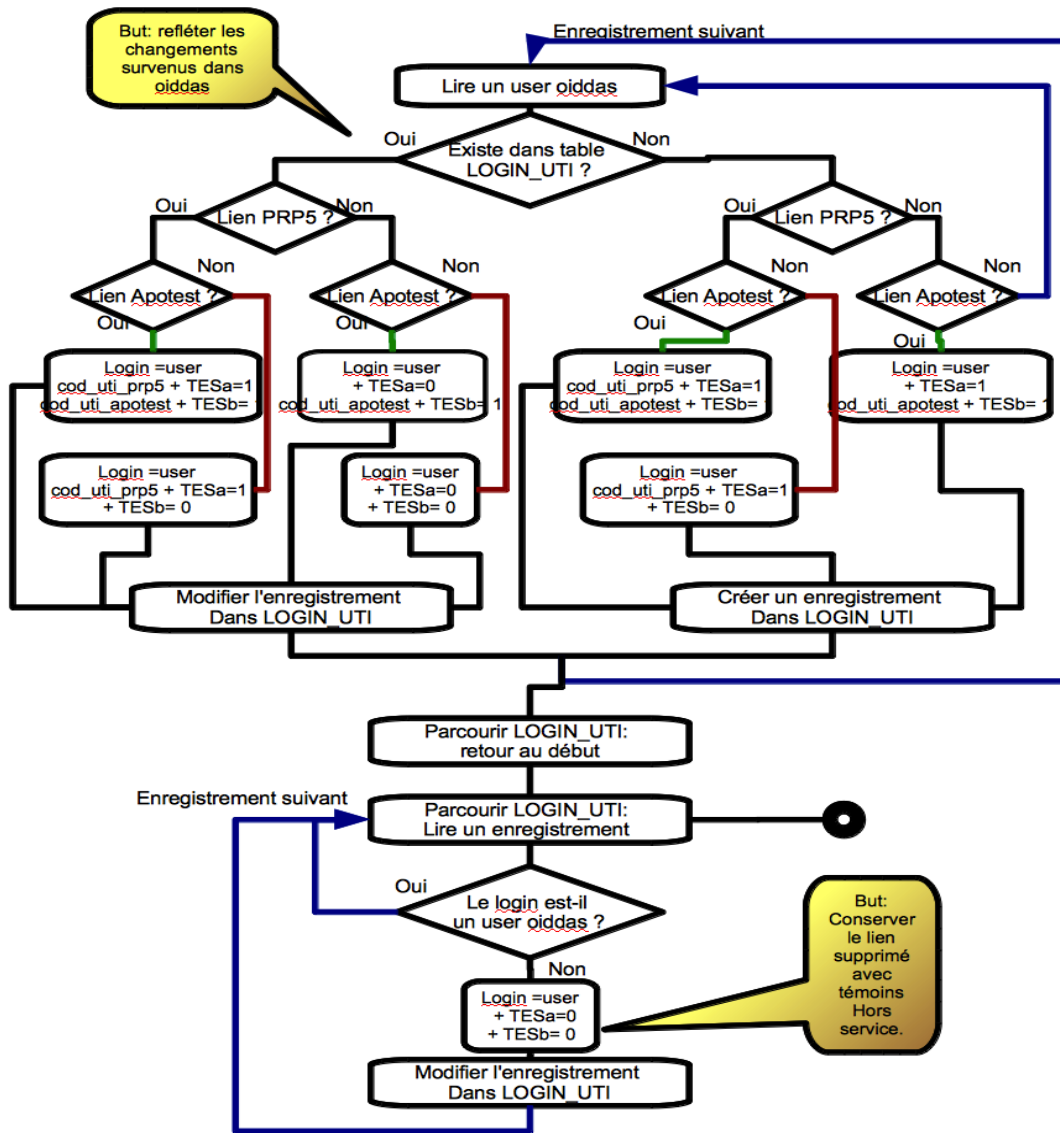 But: refléter les
changements
survenus dans
oiddas
Enregistrement suivant
Lire un user oiddas
Oui
Non
Existe dans table
LOGIN_UTI ?
Oui
Non
Lien PRP5 ?
Oui
Non
Lien PRP5 ?
Non
Lien Apotest ?
Oui
Non
Lien Apotest ?
Oui
Non
Lien Apotest ?
Oui
Non
Lien Apotest ?
Oui
Login =user
cod_uti_prp5 + TESa=1
cod_uti_apotest + TESb= 1
Login =user
+ TESa=0
cod_uti_apotest + TESb= 1
Login =user
cod_uti_prp5 + TESa=1
cod_uti_apotest + TESb= 1
Login =user
+ TESa=1
cod_uti_apotest + TESb= 1
Login =user
cod_uti_prp5 + TESa=1
+ TESb= 0
Login =user
+ TESa=0
+ TESb= 0
Login =user
cod_uti_prp5 + TESa=1
+ TESb= 0
Modifier l'enregistrement
Dans LOGIN_UTI
Créer un enregistrement
Dans LOGIN_UTI
Parcourir LOGIN_UTI:
retour au début
Enregistrement suivant
Parcourir LOGIN_UTI:
Lire un enregistrement
Oui
Le login est-il
un user oiddas ?
Non
But:
Conserver
le lien
supprimé
avec
témoins
Hors
service.
Login =user
+ TESa=0
+ TESb= 0
Modifier l'enregistrement
Dans LOGIN_UTI